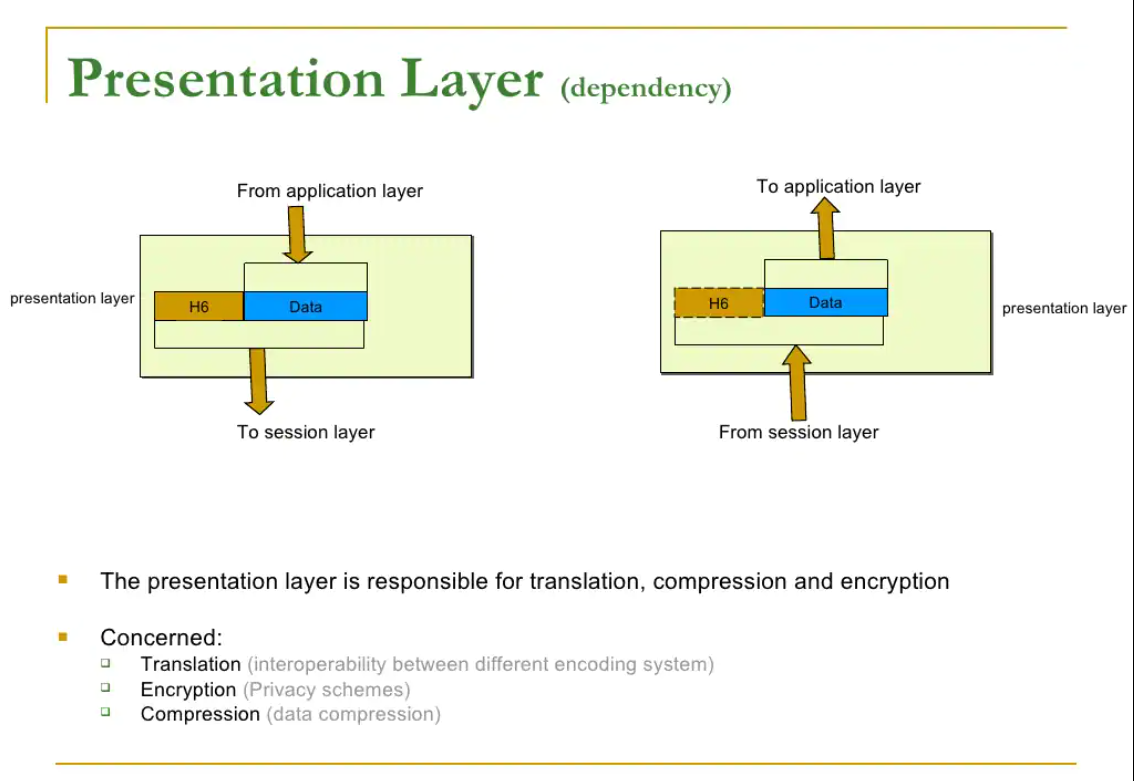 Presentation Layer (dependency)
From application layer
To application layer
presentation layer
H6
Data
H6
Data
presentation layer
To session layer
From session layer
The presentation layer is responsible for translation, compression and encryption
Concerned:
Translation (interoperability between different encoding system)
Encryption (Privacy schemes)
Compression (data compression)